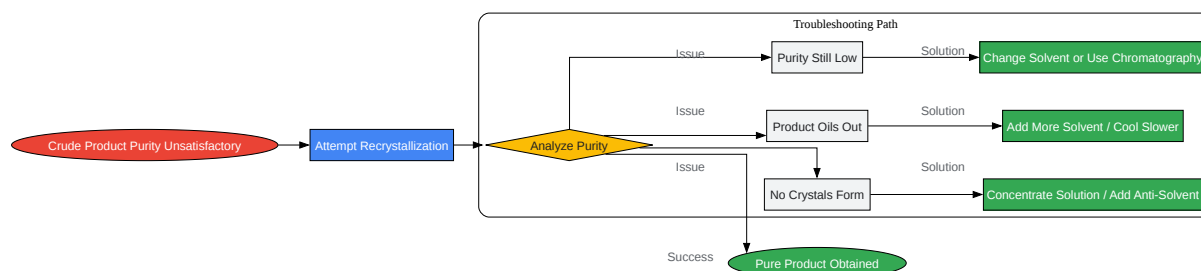 Troubleshooting Path
Issue
Purity Still Low
Solution
Change Solvent or Use Chromatography
Crude Product Purity Unsatisfactory
Attempt Recrystallization
Analyze Purity
Issue
Product Oils Out
Solution
Add More Solvent / Cool Slower
Issue
No Crystals Form
Solution
Concentrate Solution / Add Anti-Solvent
Success
Pure Product Obtained